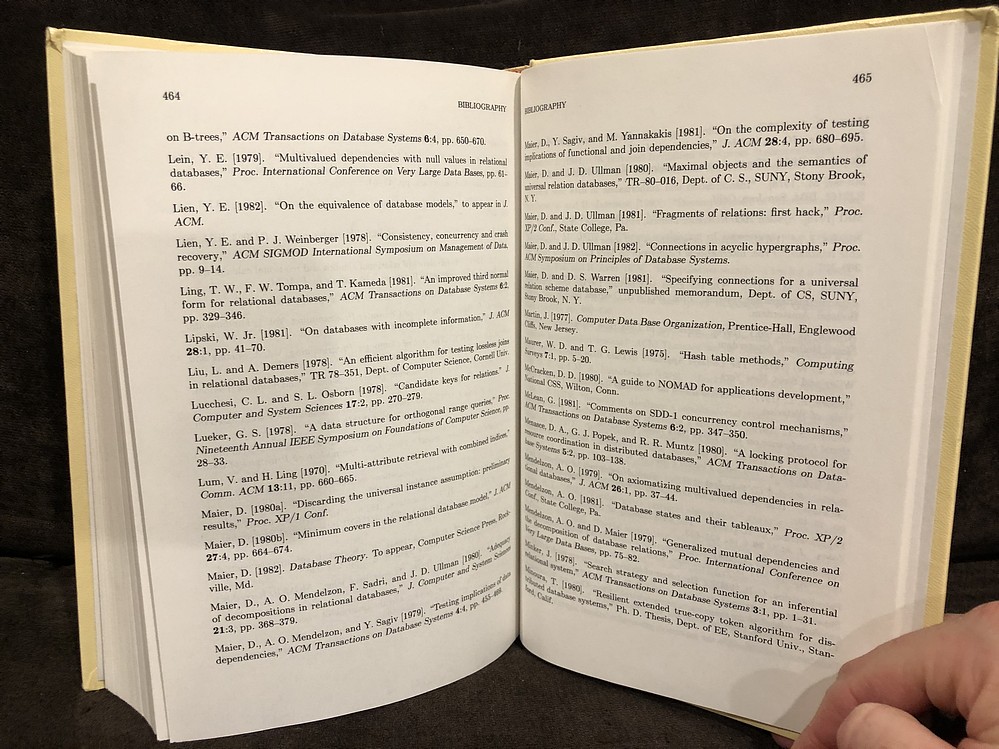 464
BIBLIOGRAPHY
on B-trees," ACM Transactions on Database Systems 6:4, pp. 650-670.
Lein, Y. E. [1979]. "Multivalued dependencies with null values in relational
databases," Proc. International Conference on Very Large Data Bases, pp. 61-
66.
Lien, Y. E. [1982]. "On the equivalence of database models," to appear in J.
ACM.
Lien, Y. E. and P. J. Weinberger [1978]. "Consistency, concurrency and crash
recovery," ACM SIGMOD International Symposium on Management of Data,
pp. 9–14.
Ling, T. W., F. W. Tompa, and T. Kameda [1981]. "An improved third normal
form for relational databases," ACM Transactions on Database Systems 6:2,
pp. 329–346.
Lipski, W. Jr. [1981]. "On databases with incomplete information," J. ACM
28:1, pp. 41–70.
Liu, L. and A. Demers [1978]. "An efficient algorithm for testing lossless joins
in relational databases," TR 78–351, Dept. of Computer Science, Cornell Univ.
Lucchesi, C. L. and S. L. Osborn [1978]. "Candidate keys for relations." J.
Computer and System Sciences 17:2, pp. 270–279.
Lueker, G. S. [1978]. "A data structure for orthogonal range queries," Proc.
Nineteenth Annual IEEE Symposium on Foundations of Computer Science, pp.
28–33.
Lum, V. and H. Ling [1970]. "Multi-attribute retrieval with combined indices,"
Comm. ACM 13:11, pp. 660–665.
Maier, D. [1980a]. "Discarding the universal instance assumption: preliminary
results," Proc. XP/1 Conf.
Maier, D. [1980b]. "Minimum covers in the relational database model," J. ACM
27:4, pp. 664–674.
Maier, D. [1982]. Database Theory. To appear, Computer Science Press, Rock-
ville, Md.
Maier, D., A. O. Mendelzon, F. Sadri, and J. D. Ullman [1980]. "Adequacy
of decompositions in relational databases," J. Computer and System Sciences
21:3, pp. 368–379.
Maier, D., A. O. Mendelzon, and Y. Sagiv [1979]. "Testing implications of data
dependencies," ACM Transactions on Database Systems 4:4, pp. 455–468.
465
BIBLIOGRAPHY
Maier, D., Y. Sagiv, and M. Yannakakis [1981]. "On the complexity of testing
implications of functional and join dependencies," J. ACM 28:4, pp. 680–695.
Maier, D. and J. D. Ullman [1980]. "Maximal objects and the semantics of
universal relation databases," TR–80–016, Dept. of C. S., SUNY, Stony Brook,
N. Y.
Maier, D. and J. D. Ullman [1981]. "Fragments of relations: first hack," Proc.
XP/2 Conf., State College, Pa.
Maier, D. and J. D. Ullman [1982]. "Connections in acyclic hypergraphs," Proc.
ACM Symposium on Principles of Database Systems.
Maier, D. and D. S. Warren [1981]. "Specifying connections for a universal
relation scheme database," unpublished memorandum, Dept. of CS, SUNY,
Stony Brook, N. Y.
Martin, J. [1977]. Computer Data Base Organization, Prentice-Hall, Englewood
Cliffs, New Jersey.
Maurer, W. D. and T. G. Lewis [1975]. "Hash table methods," Computing
Surveys 7:1, pp. 5–20.
McCracken, D. D. [1980]. "A guide to NOMAD for applications development,"
National CSS, Wilton, Conn.
McLean, G. [1981]. "Comments on SDD-1 concurrency control mechanisms,"
ACM Transactions on Database Systems 6:2, pp. 347–350.
Menasce, D. A., G. J. Popek, and R. R. Muntz [1980]. "A locking protocol for
resource coordination in distributed databases," ACM Transactions on Data-
base Systems 5:2, pp. 103–138.
Mendelzon, A. O. [1979]. "On axiomatizing multivalued dependencies in rela-
tional databases," J. ACM 26:1, pp. 37–44.
Mendelzon, A. O. [1981]. "Database states and their tableaux," Proc. XP/2
Conf., State College, Pa.
Mendelzon, A. O. and D. Maier [1979]. "Generalized mutual dependencies and
the decomposition of database relations," Proc. International Conference on
Very Large Data Bases, pp. 75–82.
Minker, J. [1978]. "Search strategy and selection function for an inferential
relational system," ACM Transactions on Database Systems 3:1, pp. 1–31.
Minoura, T. [1980]. "Resilient extended true-copy token algorithm for dis-
tributed database systems," Ph. D. Thesis, Dept. of EE, Stanford Univ., Stan-
ford, Calif.